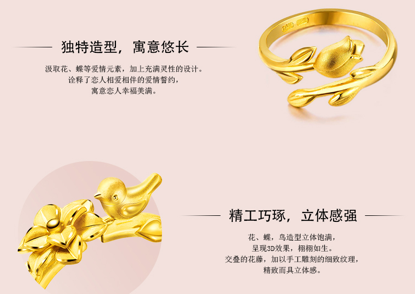 独特造型，寓意悠长
汲取花、蝶等爱情元素，加上充满灵性的设计。
诠释了恋人相爱相伴的爱情誓约，
寓意恋人幸福美满。
精工巧琢，立体感强
花、蝶，鸟造型立体饱满，
呈现3D效果，栩栩如生。
交叠的花藤，加以手工雕刻的细致纹理，
精致而具立体感。